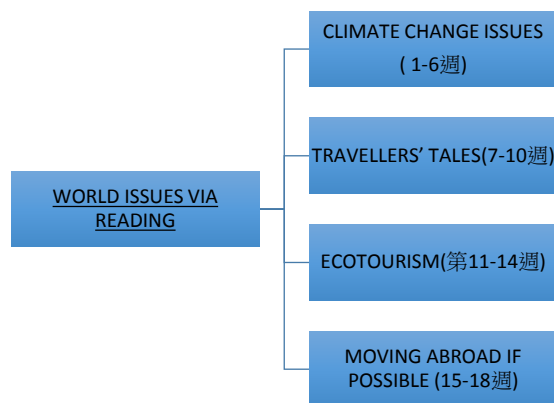 WORLD ISSUES VIA
READING
CLIMATE CHANGE ISSUES
( 1-6週)
TRAVELLERS’ TALES(7-10週)
ECOTOURISM(第11-14週)
MOVING ABROAD IF
POSSIBLE (15-18週)